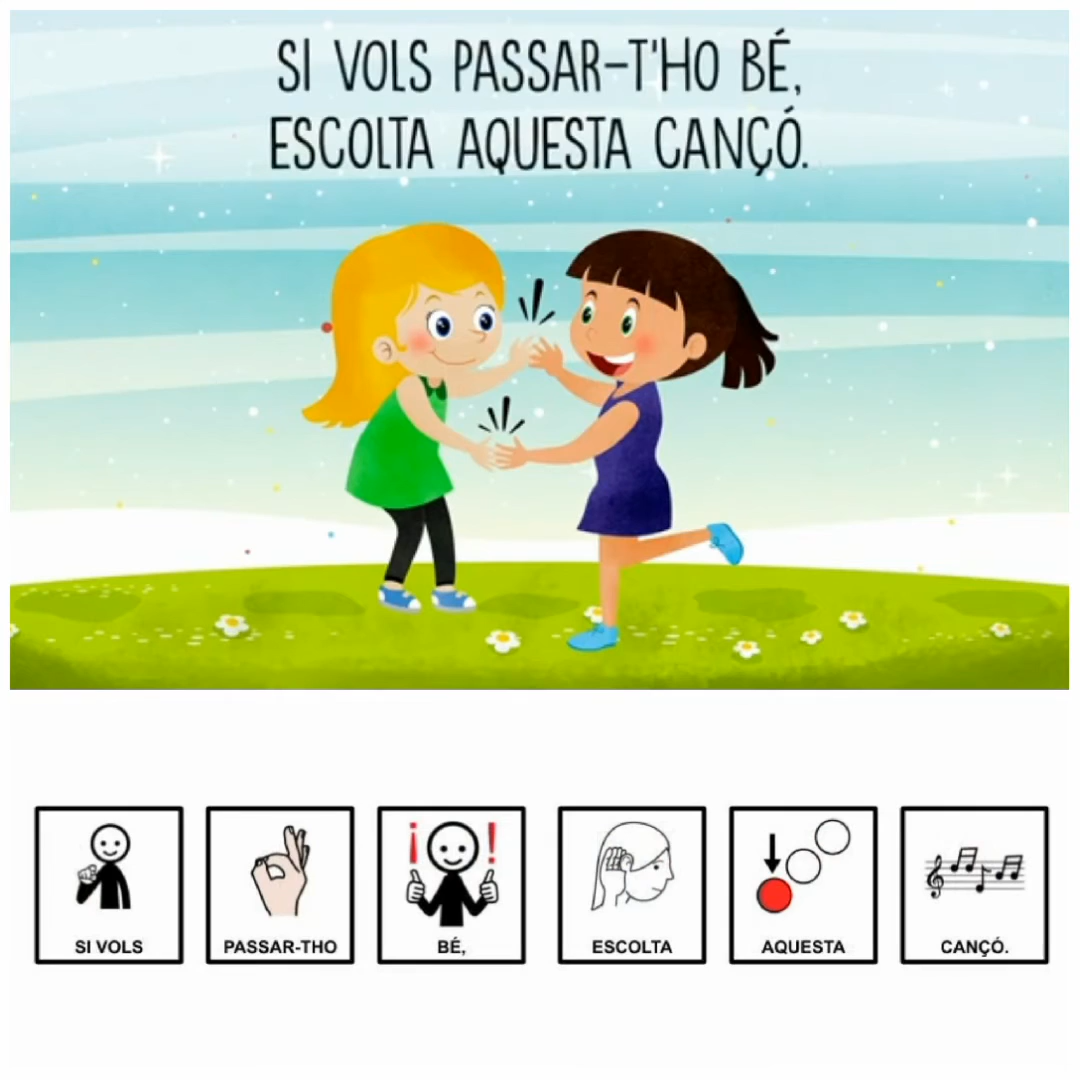 SI VOLS PASSAR-T'HO BÉ,
ESCOLTA AQUESTA CANÇÓ.
SI VOLS
PASSAR-THO
BÉ,
ESCOLTA
AQUESTA
CANÇÓ.